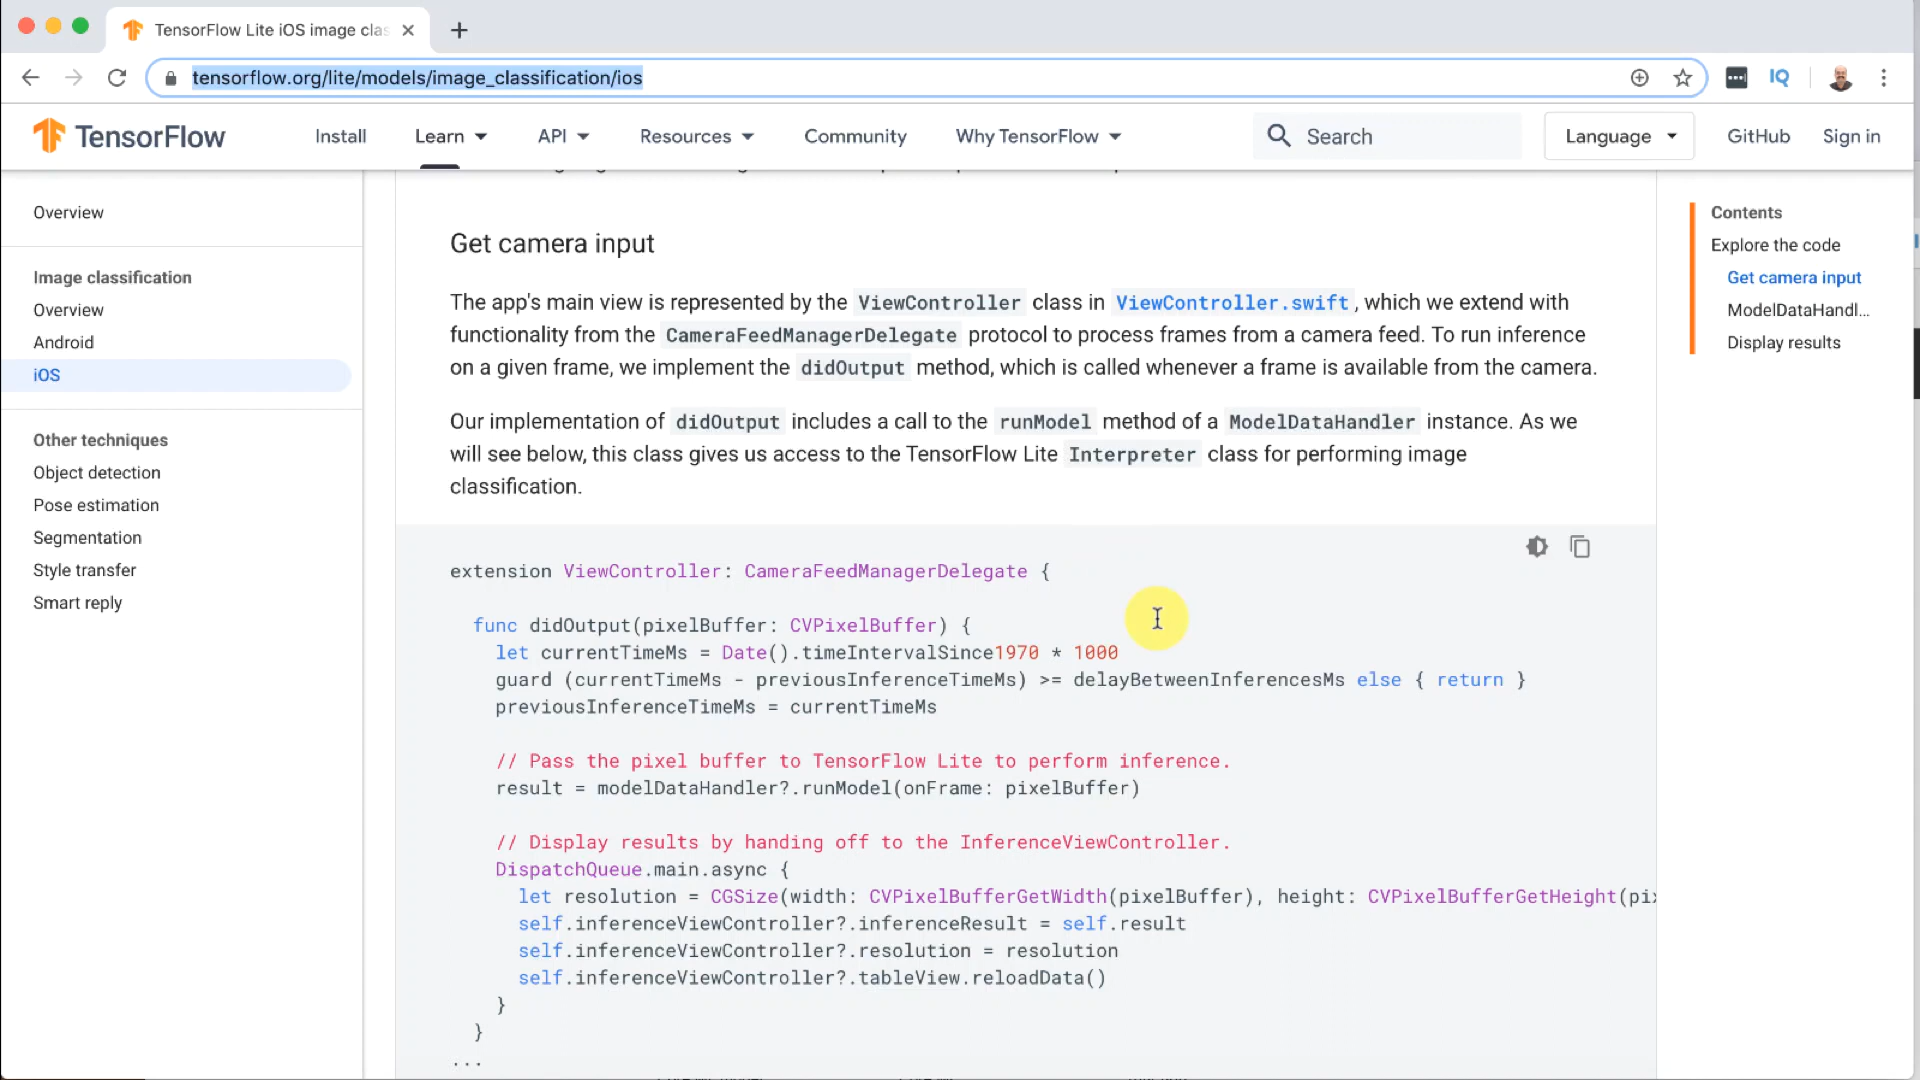 TensorFlow Lite iOS image clas
tensorflow.org/lite/models/image_classification/ios
IQ
TensorFlow
Install
Learn
API
Resources
Community
Why TensorFlow
Search
Language
GitHub
Sign in
Overview
Image classification
Overview
Android
iOS
Other techniques
Object detection
Pose estimation
Segmentation
Style transfer
Smart reply
Get camera input
The app's main view is represented by the ViewController class in ViewController.swift, which we extend with
functionality from the CameraFeedManagerDelegate protocol to process frames from a camera feed. To run inference
on a given frame, we implement the didOutput method, which is called whenever a frame is available from the camera.
Our implementation of didOutput includes a call to the runModel method of a ModelDataHandler instance. As we
will see below, this class gives us access to the TensorFlow Lite Interpreter class for performing image
classification.
extension ViewController: CameraFeedManagerDelegate {
func didOutput(pixelBuffer: CVPixelBuffer) {
let currentTimeMs = Date().timeIntervalSince1970 * 1000
guard (currentTimeMs - previousInferenceTimeMs) >= delayBetweenInferencesMs else { return }
previousInferenceTimeMs = currentTimeMs
// Pass the pixel buffer to TensorFlow Lite to perform inference.
result = modelDataHandler?.runModel(onFrame: pixelBuffer)
// Display results by handing off to the InferenceViewController.
DispatchQueue.main.async {
let resolution = CGSize(width: CVPixelBufferGetWidth(pixelBuffer), height: CVPixelBufferGetHeight(pix
self.inferenceViewController?.inferenceResult = self.result
self.inferenceViewController?.resolution = resolution
self.inferenceViewController?.tableView.reloadData()
}
}
...
Contents
Explore the code
Get camera input
ModelDataHandl...
Display results